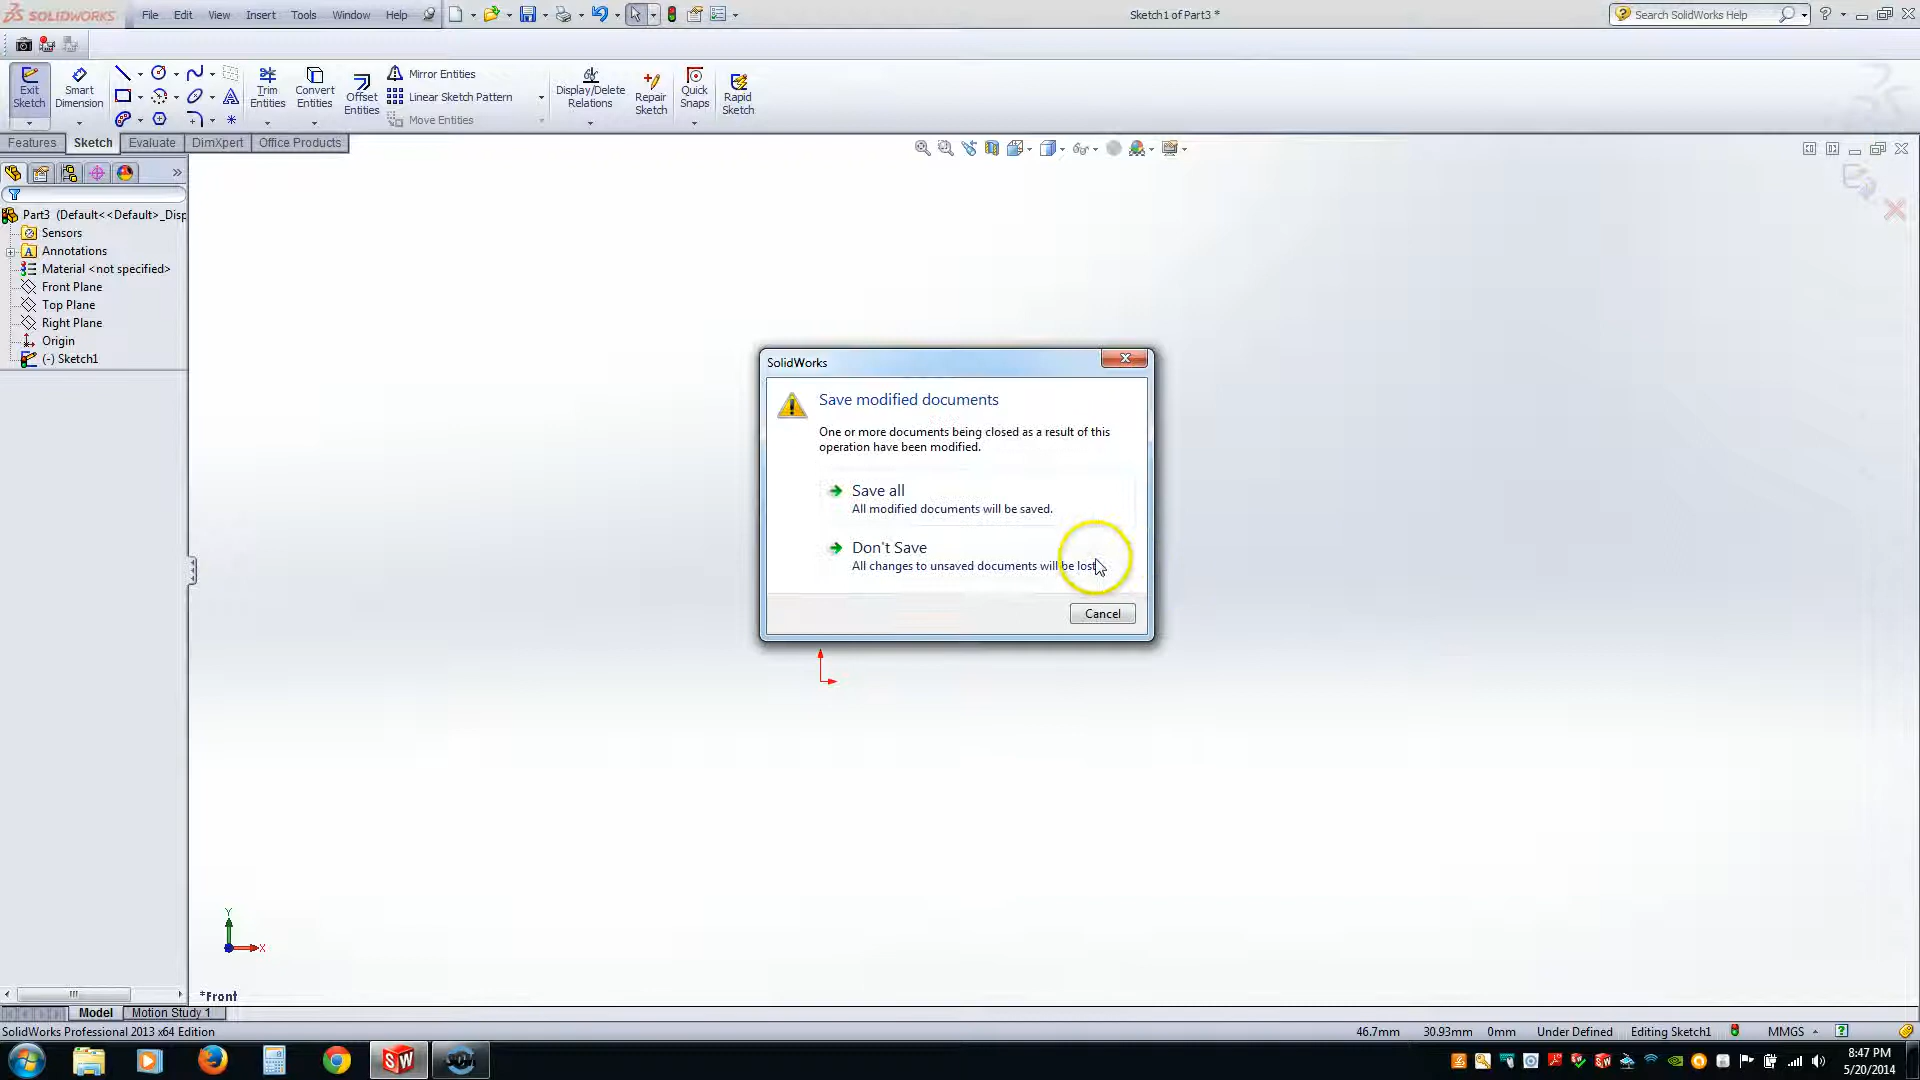 SOLIDWORKS File Edit View Insert Tools Window Help Sketch1 of Part3 * Search SolidWorks Help
Exit Sketch
Smart Dimension
Trim Entities
Convert Entities
Offset Entities
Mirror Entities
Linear Sketch Pattern
Move Entities
Display/Delete Relations
Repair Sketch
Quick Snaps
Rapid Sketch
Features Sketch Evaluate DimXpert Office Products
Part3 (Default<<Default>_Disp
Sensors
Annotations
Material <not specified>
Front Plane
Top Plane
Right Plane
Origin
(-) Sketch1
SolidWorks
Save modified documents
One or more documents being closed as a result of this
operation have been modified.
Save all
All modified documents will be saved.
Don't Save
All changes to unsaved documents will be lost.
Cancel
Y
X
*Front
Model Motion Study 1
SolidWorks Professional 2013 x64 Edition 46.7mm 30.93mm 0mm Under Defined Editing Sketch1 MMGS
8:47 PM
5/20/2014